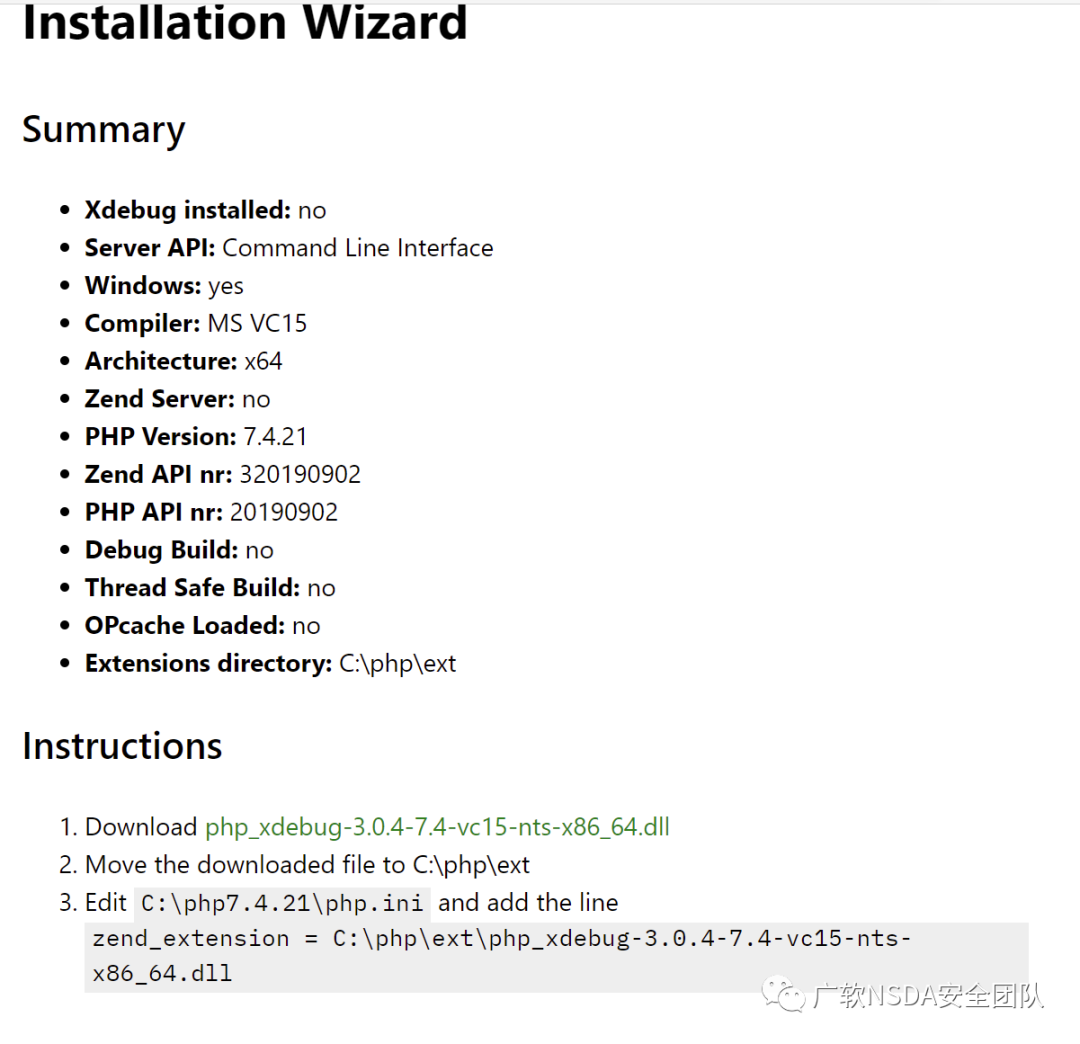 Installation Wizard
Summary
• Xdebug installed: no
• Server API: Command Line Interface
• Windows: yes
• Compiler: MS VC15
• Architecture: x64
• Zend Server: no
• PHP Version: 7.4.21
• Zend API nr: 320190902
• PHP API nr: 20190902
• Debug Build: no
• Thread Safe Build: no
• OPcache Loaded: no
• Extensions directory: C:\php\ext
Instructions
1. Download php_xdebug-3.0.4-7.4-vc15-nts-x86_64.dll
2. Move the downloaded file to C:\php\ext
3. Edit C:\php7.4.21\php.ini and add the line
zend_extension = C:\php\ext\php_xdebug-3.0.4-7.4-vc15-nts-
x86_64.dll
广软NSDA安全团队